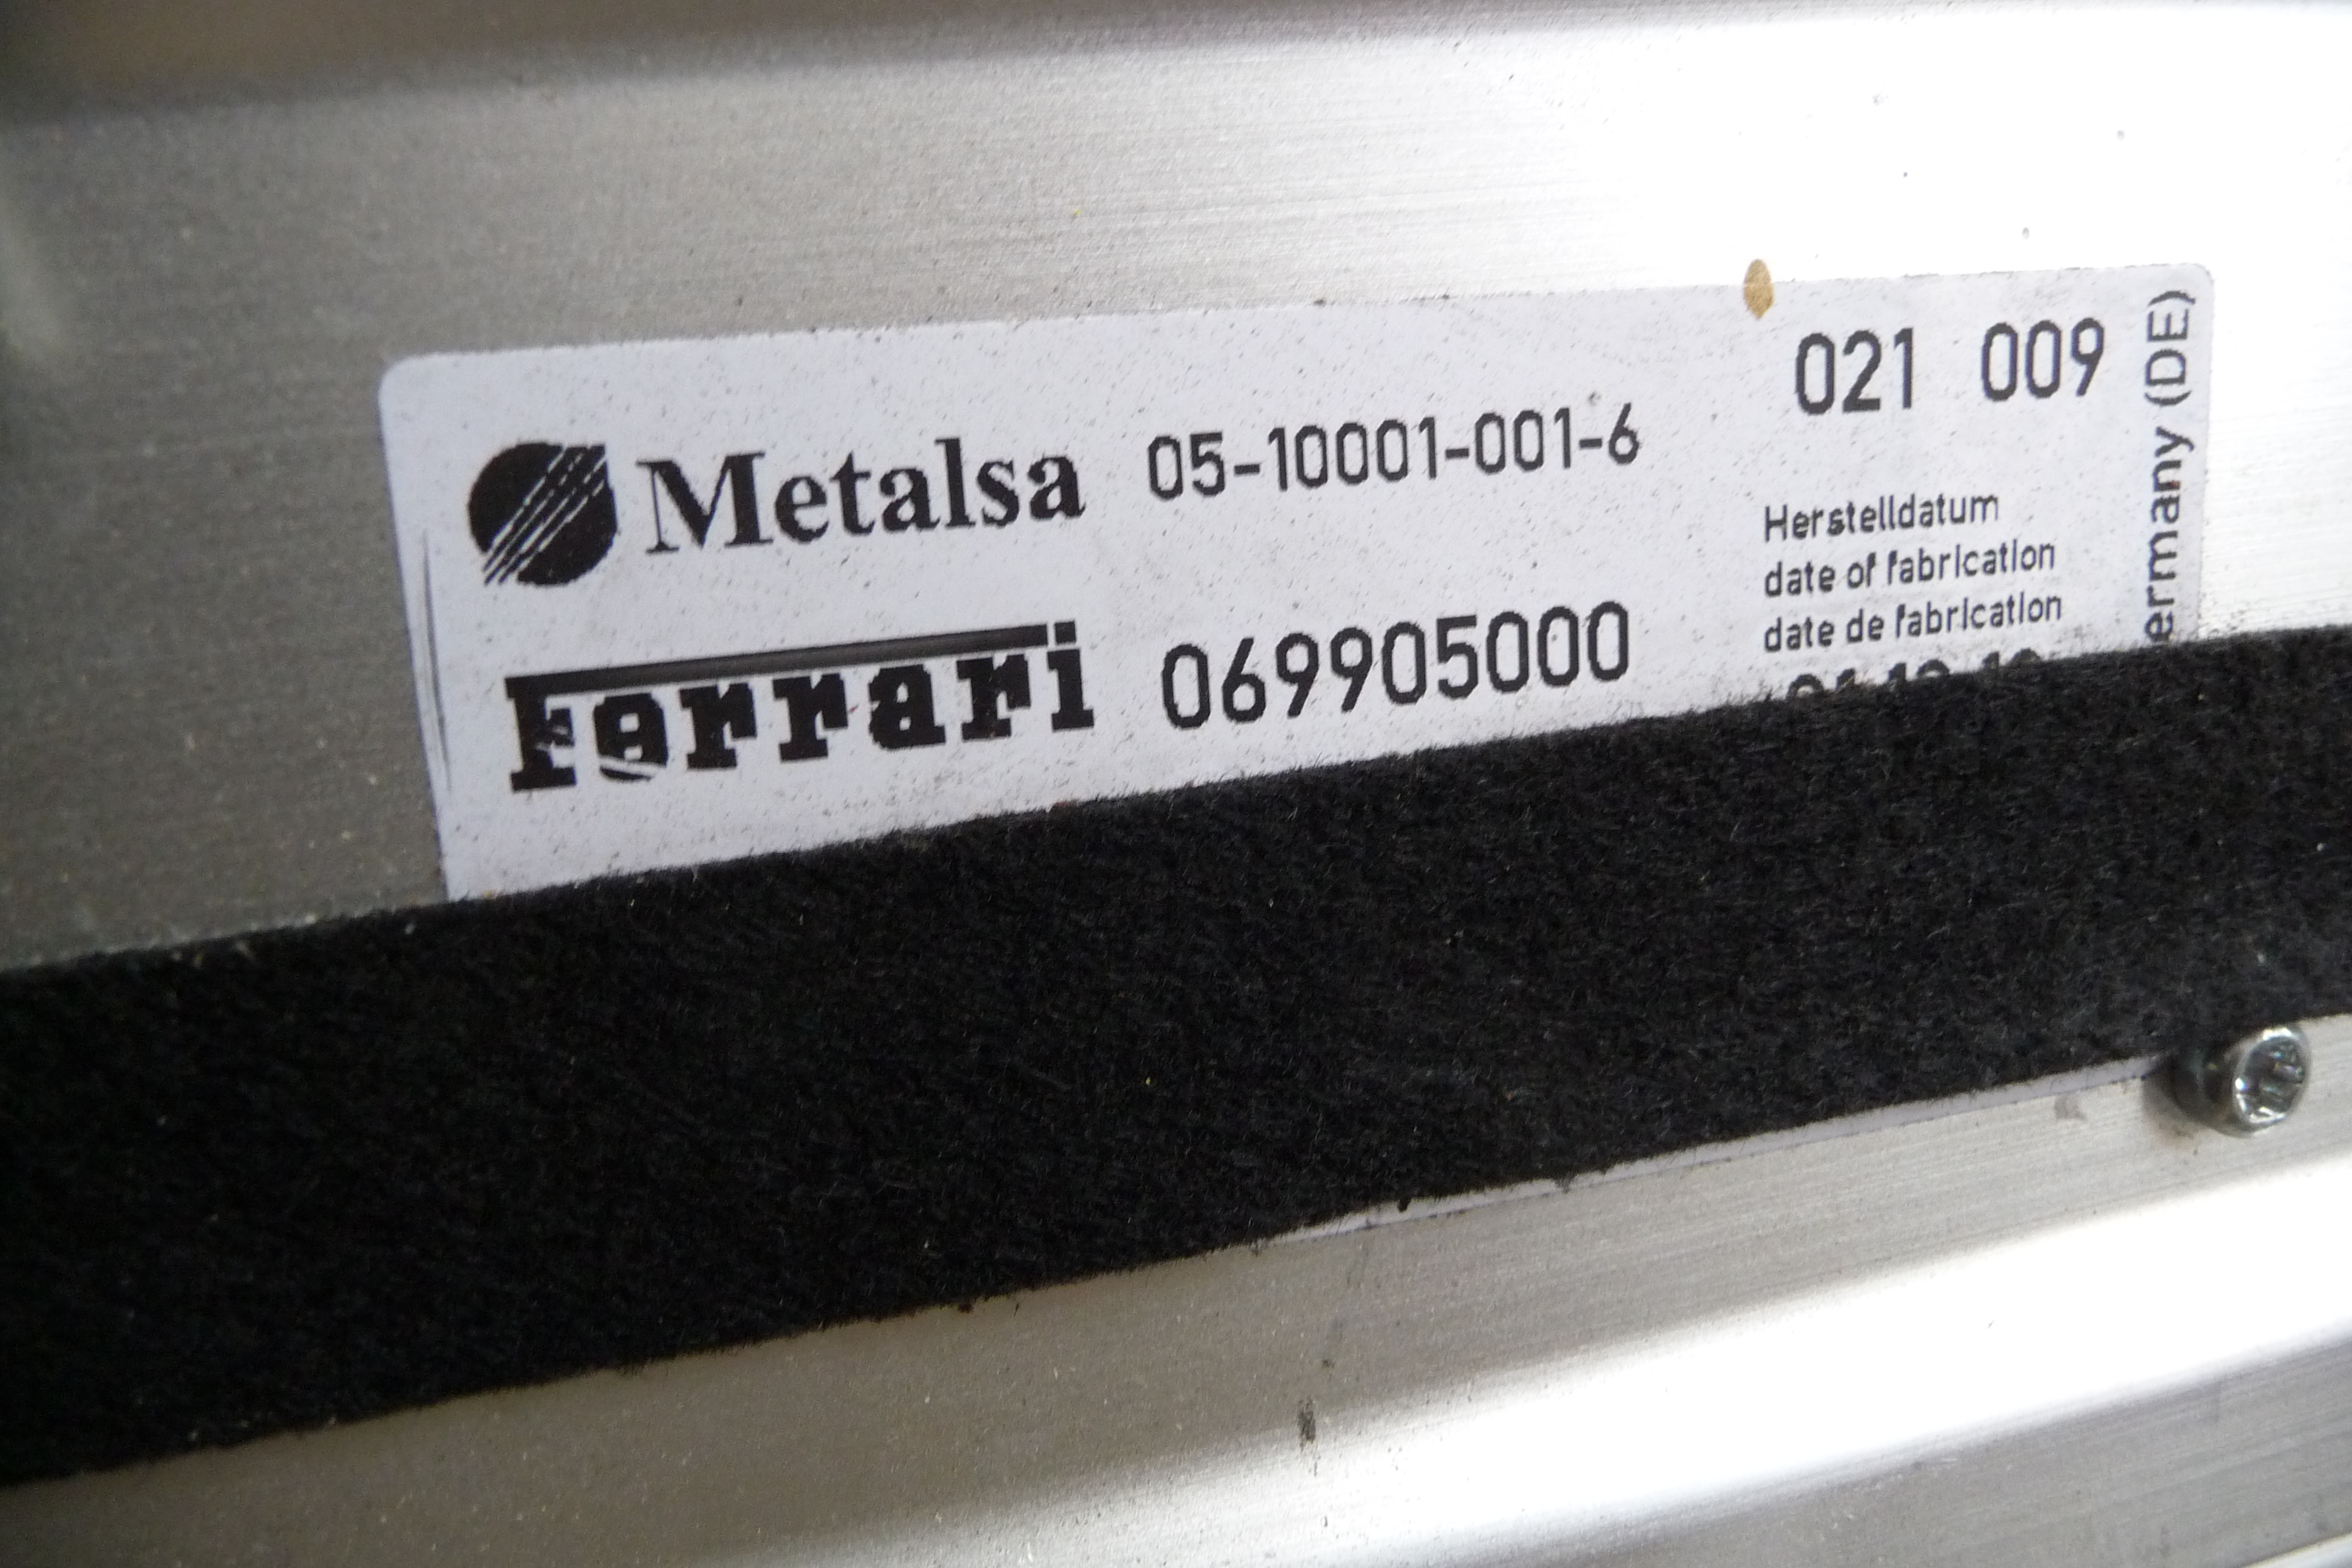 021 009
Metalsa 05-10001-001-6
Herstelldatum
date of fabrication
date de fabrication
Ferrari 069905000
(DE)